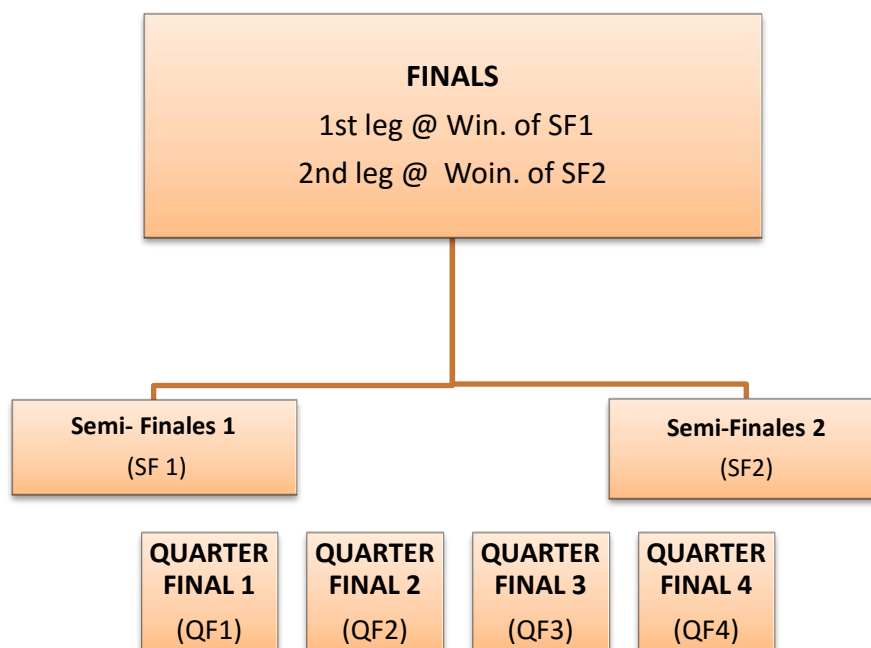 FINALS
1st leg @ Win. of SF1
2nd leg @ Woin. of SF2
Semi- Finales 1
(SF 1)
Semi-Finales 2
(SF2)
QUARTER
FINAL 1
(QF1)
QUARTER
FINAL 2
(QF2)
QUARTER
FINAL 3
(QF3)
QUARTER
FINAL 4
(QF4)